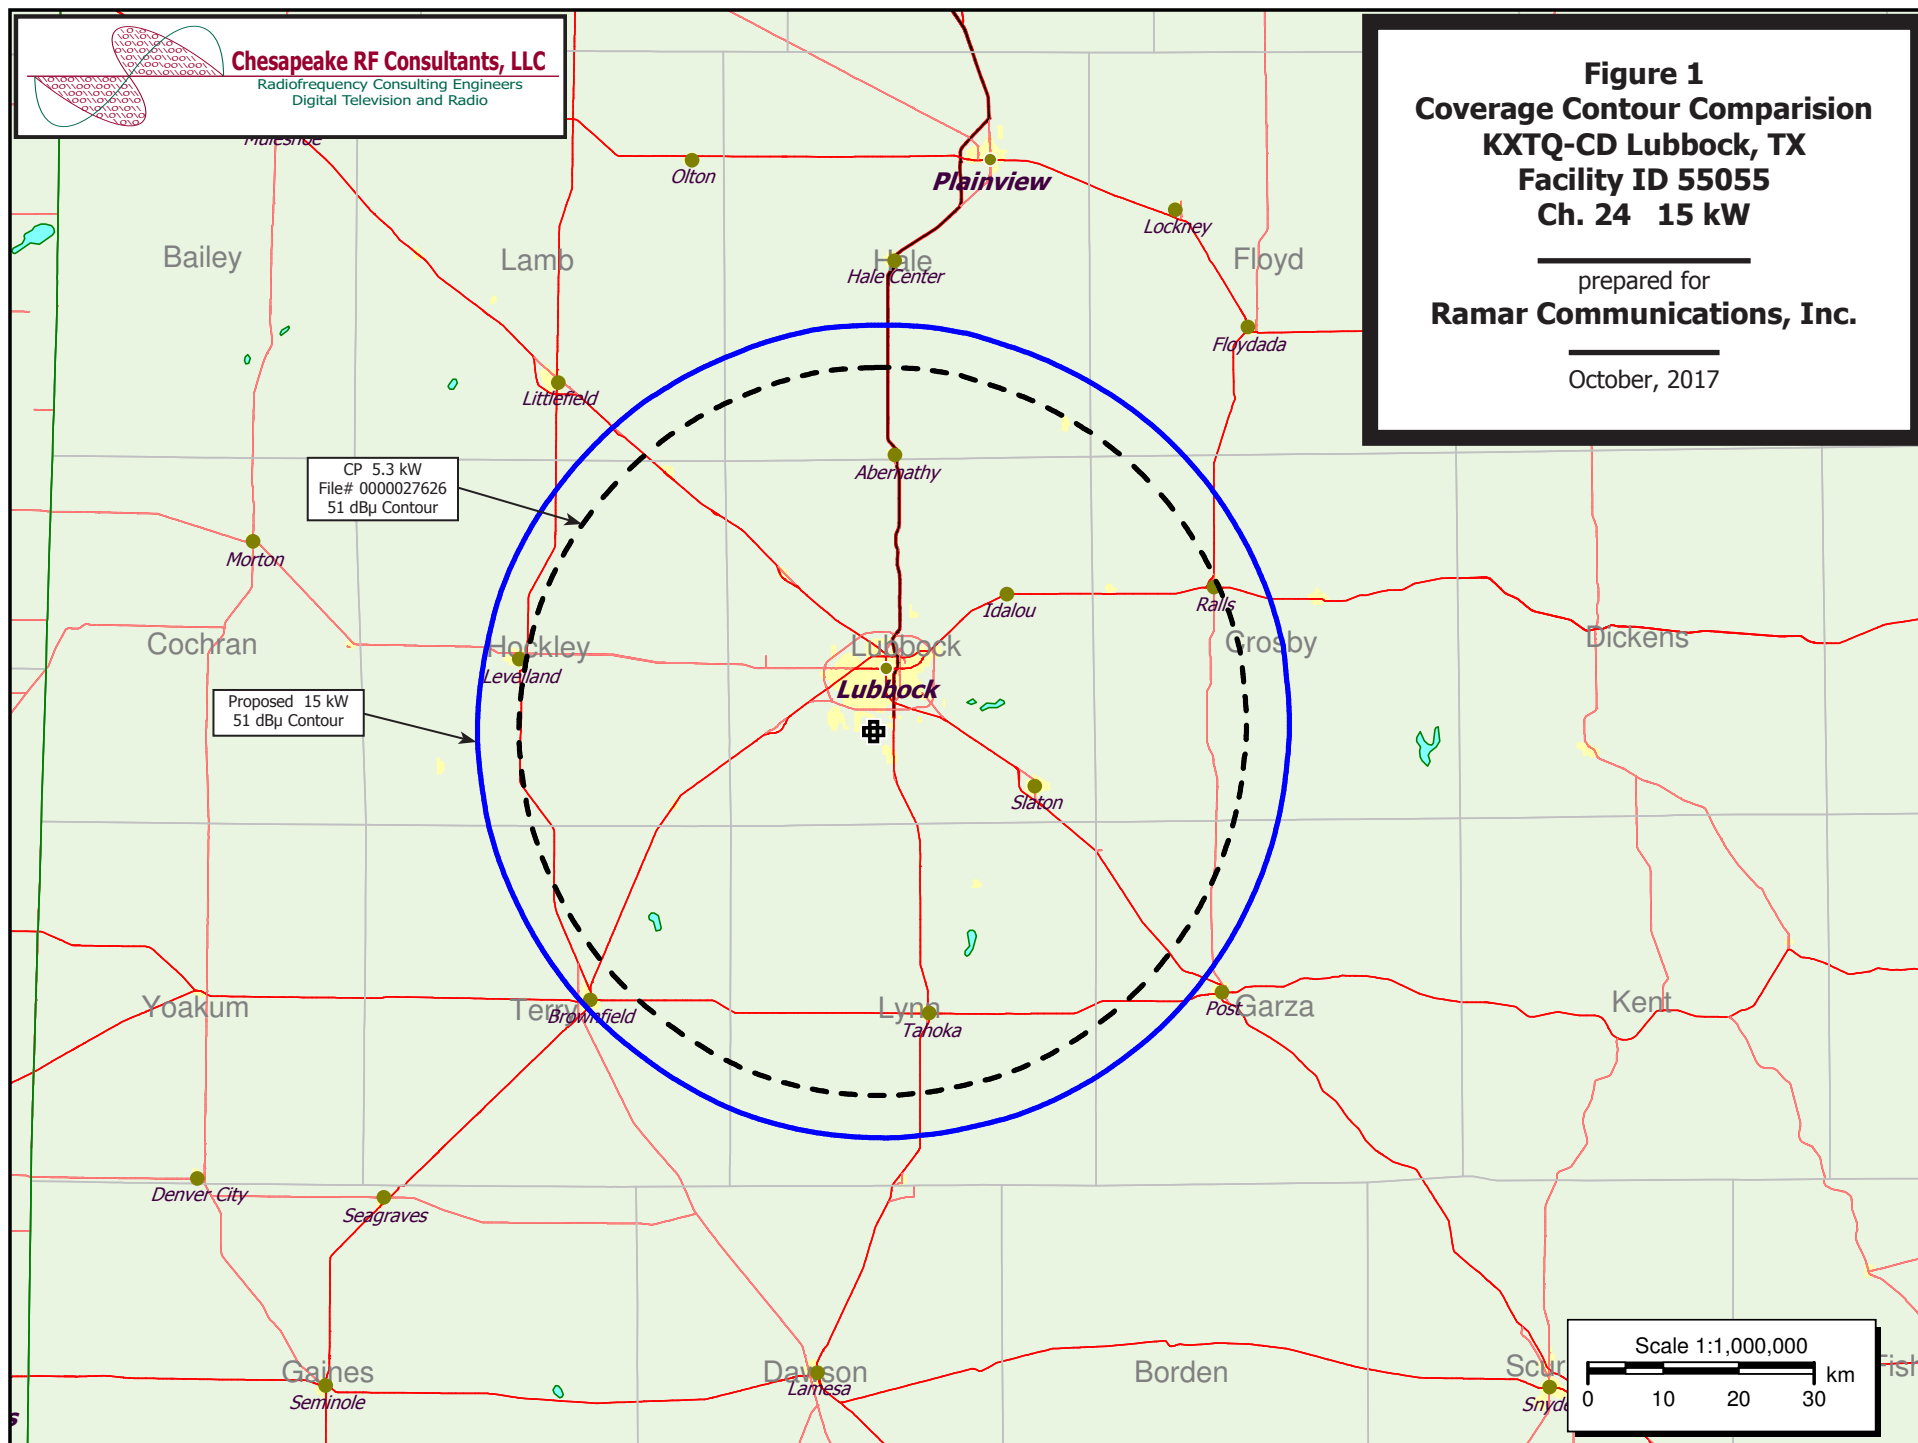 Chesapeake RF Consultants, LLC
Radiofrequency Consulting Engineers
Digital Television and Radio
Figure 1
Coverage Contour Comparision
KXTQ-CD Lubbock, TX
Facility ID 55055
Ch. 24 15 kW
prepared for
Ramar Communications, Inc.
October, 2017
Muleshoe
Olton
Plainview
Lockney
Bailey
Lamb
Hale
Floyd
Hale Center
Floydada
Littlefield
CP 5.3 kW
File# 0000027626
51 dBµ Contour
Abernathy
Morton
Idalou
Ralls
Cochran
Hockley
Lubbock
Crosby
Dickens
Levelland
Lubbock
Proposed 15 kW
51 dBµ Contour
Slaton
Yoakum
Terry
Lynn
Garza
Kent
Brownfield
Tahoka
Post
Denver City
Seagraves
Gaines
Dawson
Borden
Scur
Fish
Seminole
Lamesa
Snyde
Scale 1:1,000,000
km
0 10 20 30
s